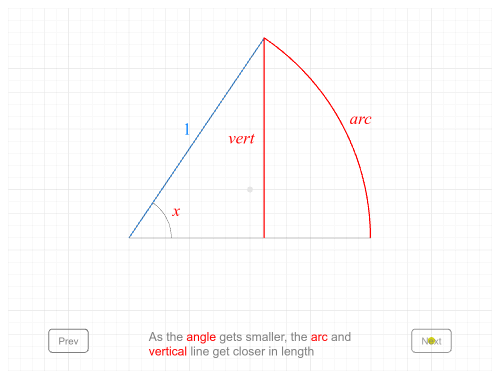 1
vert
arc
x
Prev
As the angle gets smaller, the arc and
vertical line get closer in length
Next